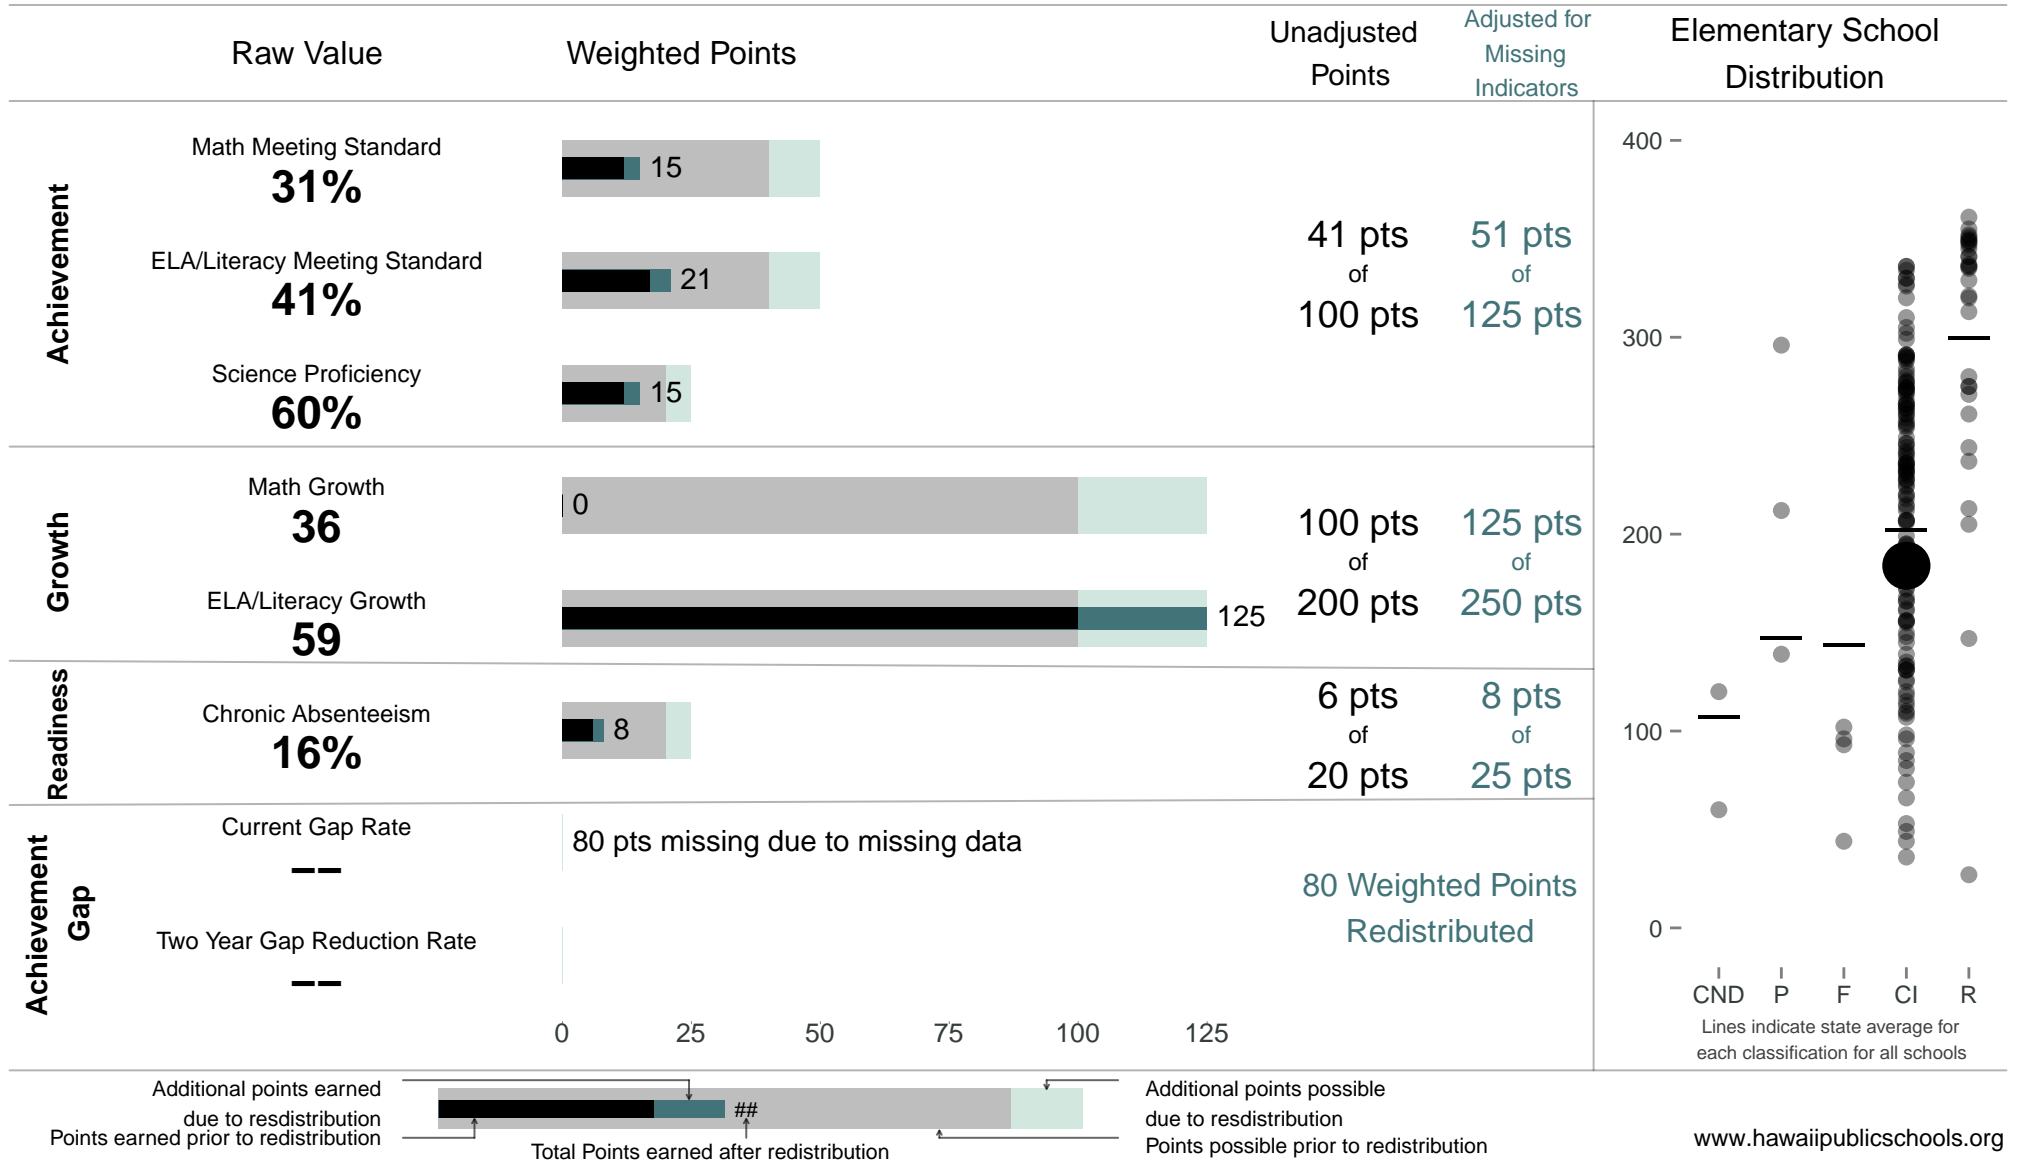 Raw Value
Weighted Points
Unadjusted
Points
Adjusted for
Missing
Indicators
Elementary School
Distribution
Achievement
Math Meeting Standard
31%
15
ELA/Literacy Meeting Standard
41%
21
Science Proficiency
60%
15
41 pts
of
100 pts
51 pts
of
125 pts
Growth
Math Growth
36
0
ELA/Literacy Growth
59
125
100 pts
of
200 pts
125 pts
of
250 pts
Readiness
Chronic Absenteeism
16%
8
6 pts
of
20 pts
8 pts
of
25 pts
Achievement
Gap
Current Gap Rate
--
80 pts missing due to missing data
Two Year Gap Reduction Rate
--
80 Weighted Points
Redistributed
0 25 50 75 100 125
400
300
200
100
0
CND P F CI R
Lines indicate state average for
each classification for all schools
Additional points earned
due to resdistribution
Points earned prior to redistribution
##
Total Points earned after redistribution
Additional points possible
due to resdistribution
Points possible prior to redistribution
www.hawaiipublicschools.org